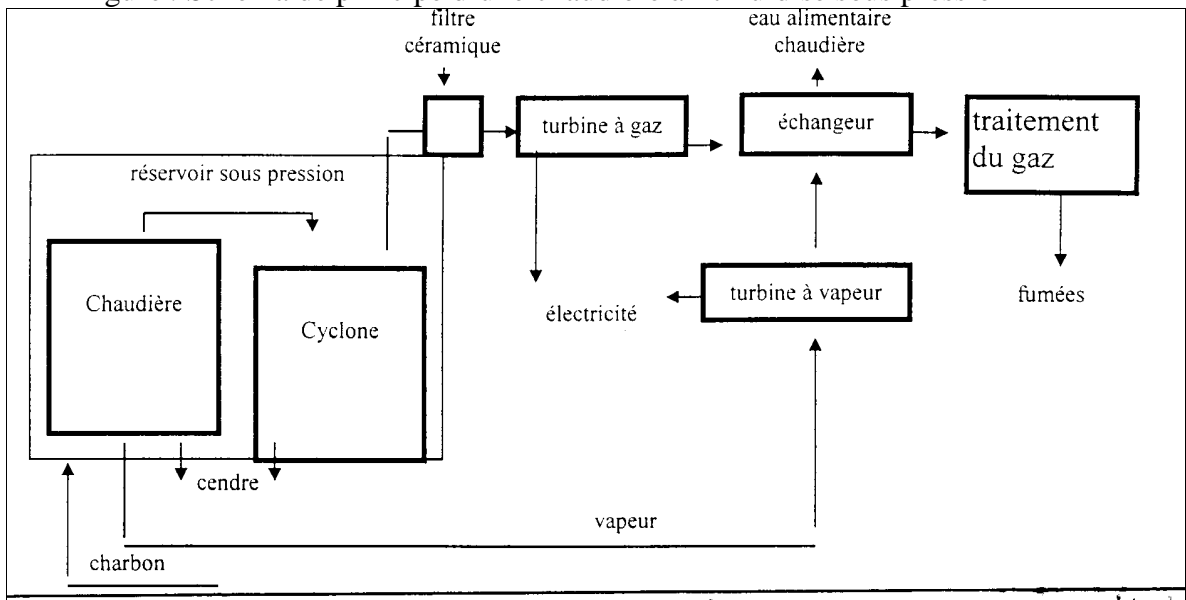 filtre
céramique
eau alimentaire
chaudière
turbine à gaz
échangeur
traitement
du gaz
réservoir sous pression
Chaudière
Cyclone
turbine à vapeur
électricité
fumées
cendre
vapeur
charbon